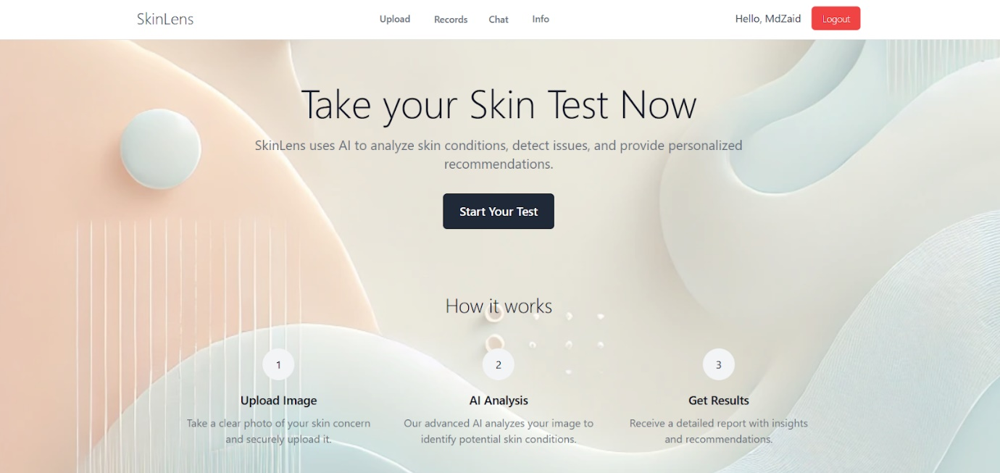 SkinLens
Upload Records Chat Info
Hello, MdZaid Logout
Take your Skin Test Now
SkinLens uses AI to analyze skin conditions, detect issues, and provide personalized
recommendations.
Start Your Test
How it works
1
Upload Image
Take a clear photo of your skin concern
and securely upload it.
2
AI Analysis
Our advanced AI analyzes your image to
identify potential skin conditions.
3
Get Results
Receive a detailed report with insights
and recommendations.